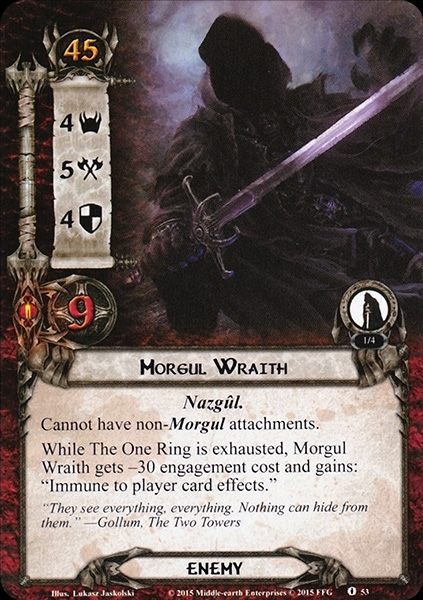 45
4
5
4
9
1/4
Morgul Wraith
Nazgûl.
Cannot have non-Morgul attachments.
While The One Ring is exhausted, Morgul
Wraith gets –30 engagement cost and gains:
“Immune to player card effects.”
“They see everything, everything. Nothing can hide from
them.” —Gollum, The Two Towers
ENEMY
Illus. Lukasz Jaskolski © 2015 Middle-earth Enterprises © 2015 FFG 53